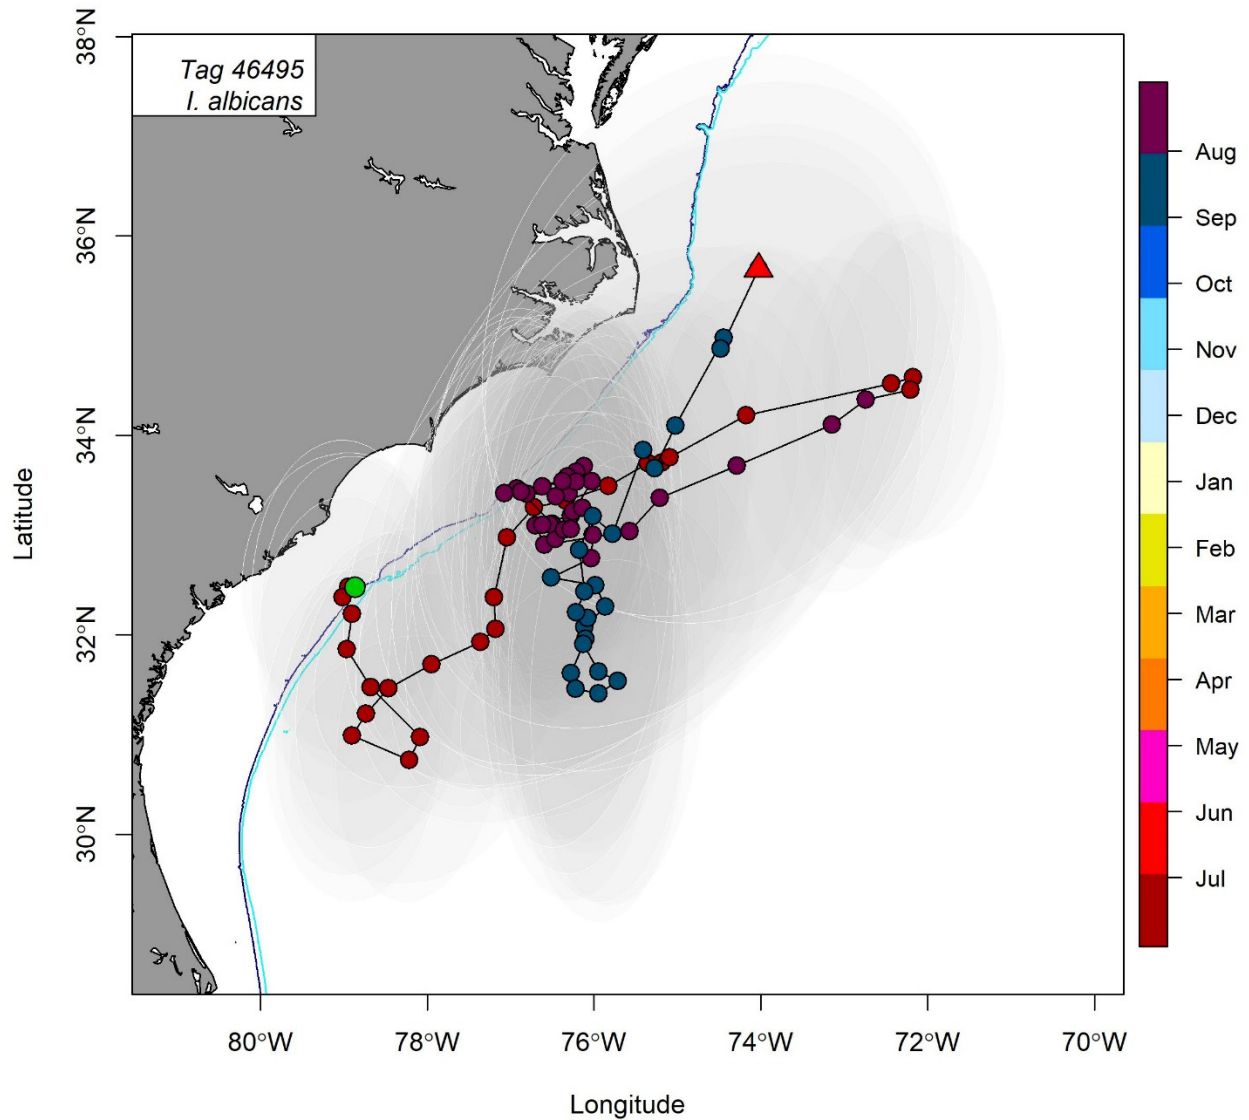 Tag 46495
I. albicans
38°N
36°N
34°N
32°N
30°N
Latitude
80°W
78°W
76°W
74°W
72°W
70°W
Longitude
Aug
Sep
Oct
Nov
Dec
Jan
Feb
Mar
Apr
May
Jun
Jul